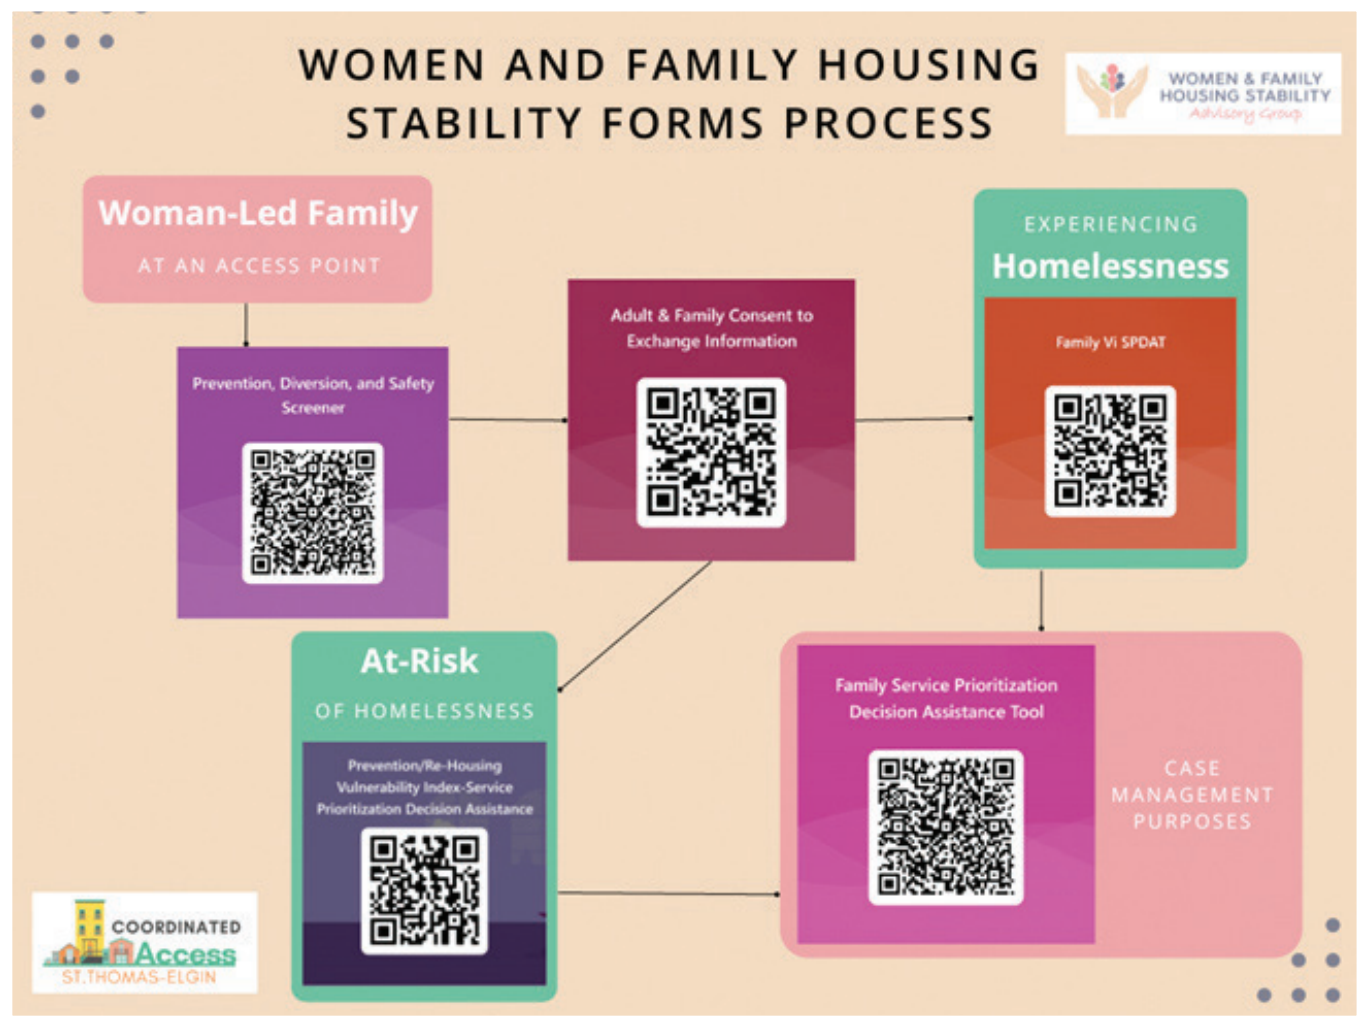 WOMEN AND FAMILY HOUSING
STABILITY FORMS PROCESS
WOMEN & FAMILY
HOUSING STABILITY
Advisory Group
Woman-Led Family
AT AN ACCESS POINT
Prevention, Diversion, and Safety
Screener
Adult & Family Consent to
Exchange Information
EXPERIENCING
Homelessness
Family Vi SPDAT
At-Risk
OF HOMELESSNESS
Prevention/Re-Housing
Vulnerability Index-Service
Prioritization Decision Assistance
Family Service Prioritization
Decision Assistance Tool
CASE
MANAGEMENT
PURPOSES
COORDINATED
Access
ST.THOMAS-ELGIN